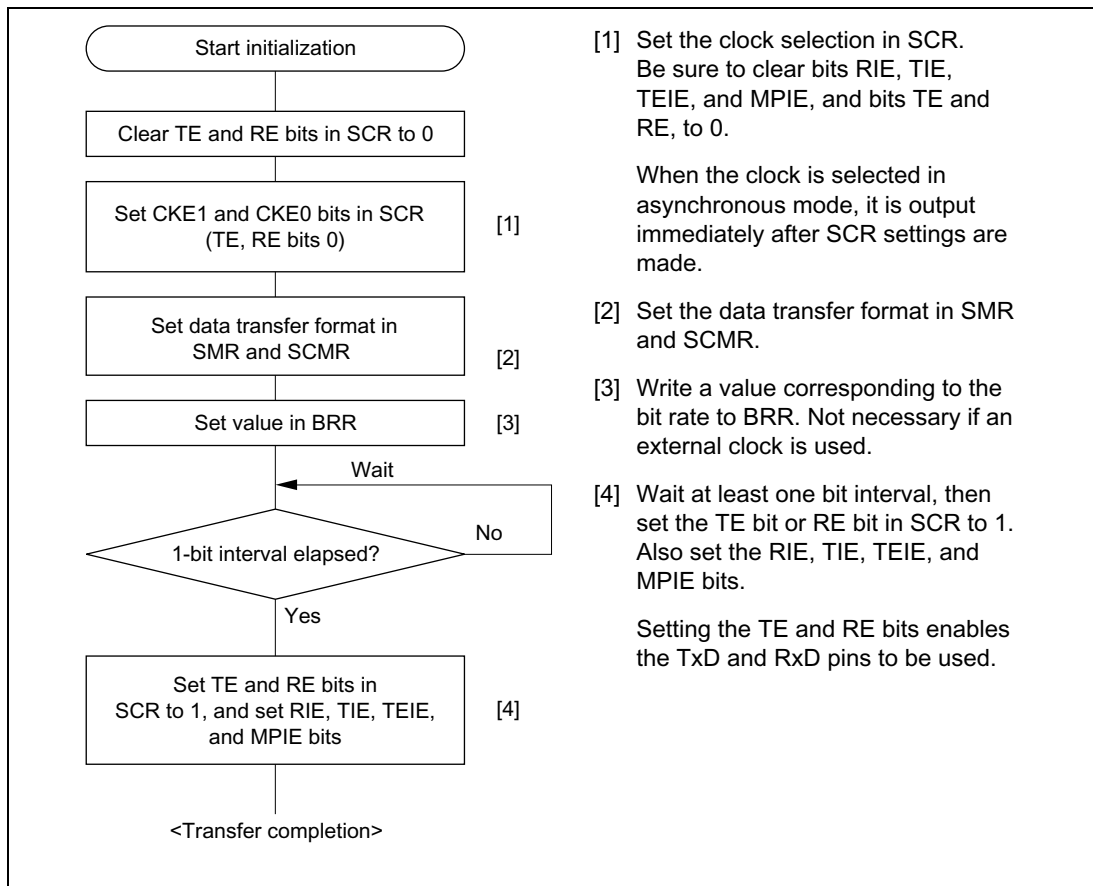 Start initialization
Clear TE and RE bits in SCR to 0
Set CKE1 and CKE0 bits in SCR
(TE, RE bits 0)
[1]
Set data transfer format in
SMR and SCMR
[2]
Set value in BRR
[3]
Wait
1-bit interval elapsed?
No
Yes
Set TE and RE bits in
SCR to 1, and set RIE, TIE, TEIE,
and MPIE bits
[4]
<Transfer completion>
[1] Set the clock selection in SCR.
Be sure to clear bits RIE, TIE,
TEIE, and MPIE, and bits TE and
RE, to 0.
When the clock is selected in
asynchronous mode, it is output
immediately after SCR settings are
made.
[2] Set the data transfer format in SMR
and SCMR.
[3] Write a value corresponding to the
bit rate to BRR. Not necessary if an
external clock is used.
[4] Wait at least one bit interval, then
set the TE bit or RE bit in SCR to 1.
Also set the RIE, TIE, TEIE, and
MPIE bits.
Setting the TE and RE bits enables
the TxD and RxD pins to be used.